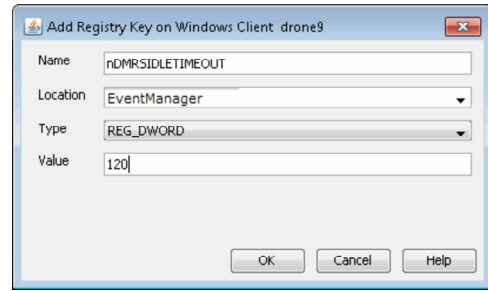 Add Registry Key on Windows Client drone9
Name nDMRSIDLETIMEOUT
Location EventManager
Type REG_DWORD
Value 120
OK Cancel Help